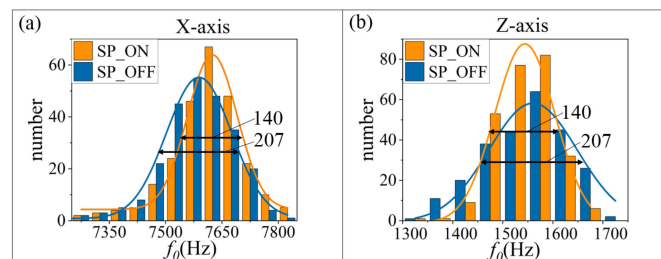 (a)
X-axis
SP_ON
SP_OFF
number
60
40
20
0
140
207
7350
7500
7650
7800
f₀(Hz)
(b)
Z-axis
SP_ON
SP_OFF
number
80
60
40
20
0
140
207
1300
1400
1500
1600
1700
f₀(Hz)